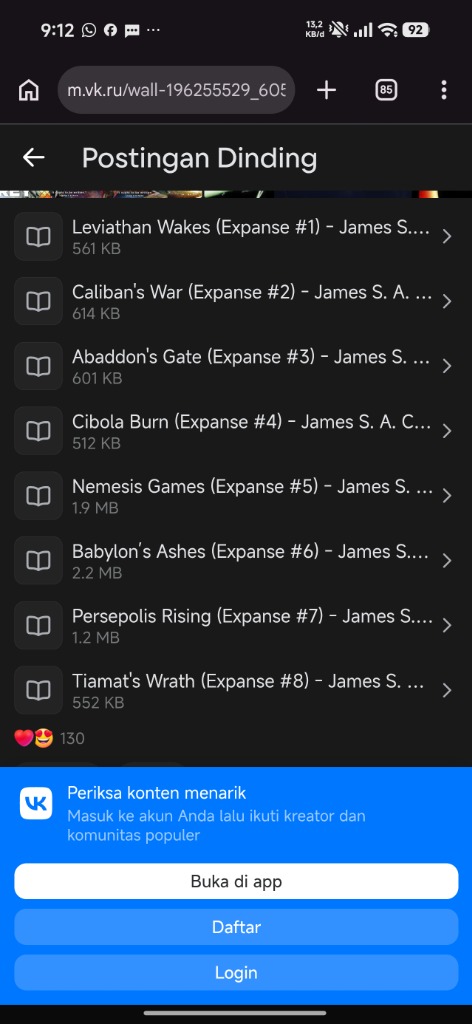 9:12
13,2
KB/d
92
m.vk.ru/wall-196255529_605
85
Postingan Dinding
Leviathan Wakes (Expanse #1) - James S....
561 KB
Caliban's War (Expanse #2) - James S. A. ...
614 KB
Abaddon's Gate (Expanse #3) - James S. ...
601 KB
Cibola Burn (Expanse #4) - James S. A. C...
512 KB
Nemesis Games (Expanse #5) - James S. ...
1.9 MB
Babylon's Ashes (Expanse #6) - James S....
2.2 MB
Persepolis Rising (Expanse #7) - James S....
1.2 MB
Tiamat's Wrath (Expanse #8) - James S. ...
552 KB
130
VK
Periksa konten menarik
Masuk ke akun Anda lalu ikuti kreator dan
komunitas populer
Buka di app
Daftar
Login